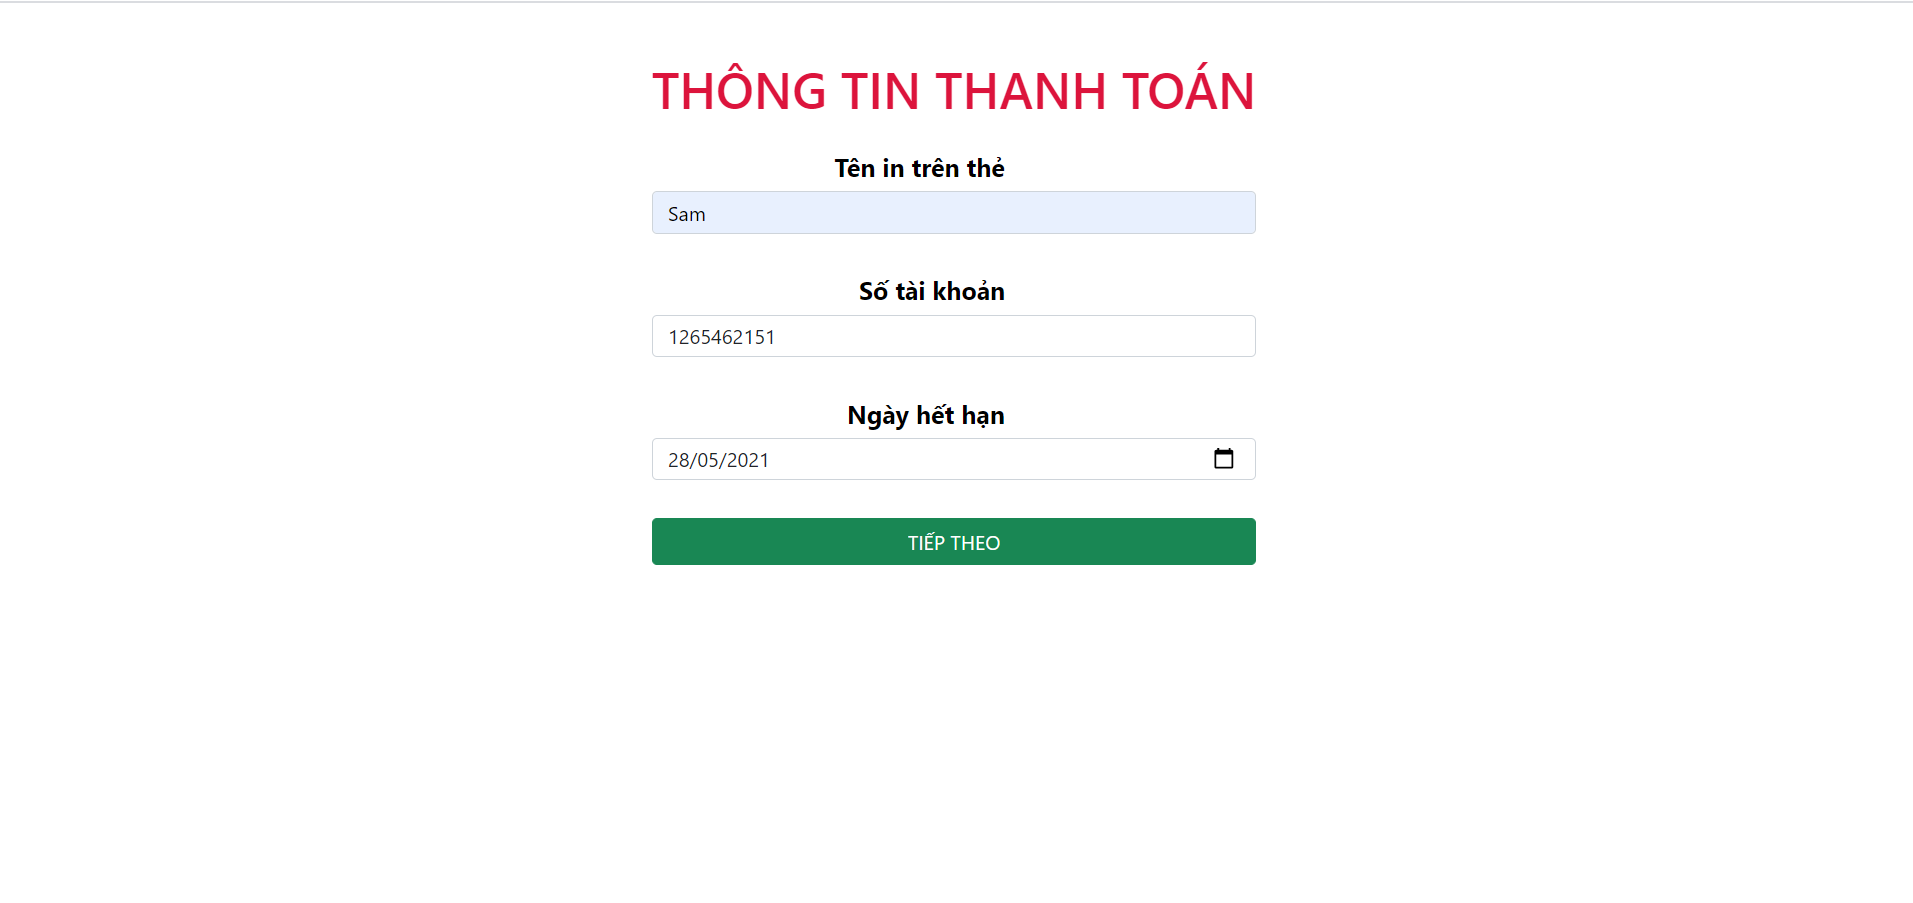 THÔNG TIN THANH TOÁN
Tên in trên thẻ
Sam
Số tài khoản
1265462151
Ngày hết hạn
28/05/2021
TIẾP THEO